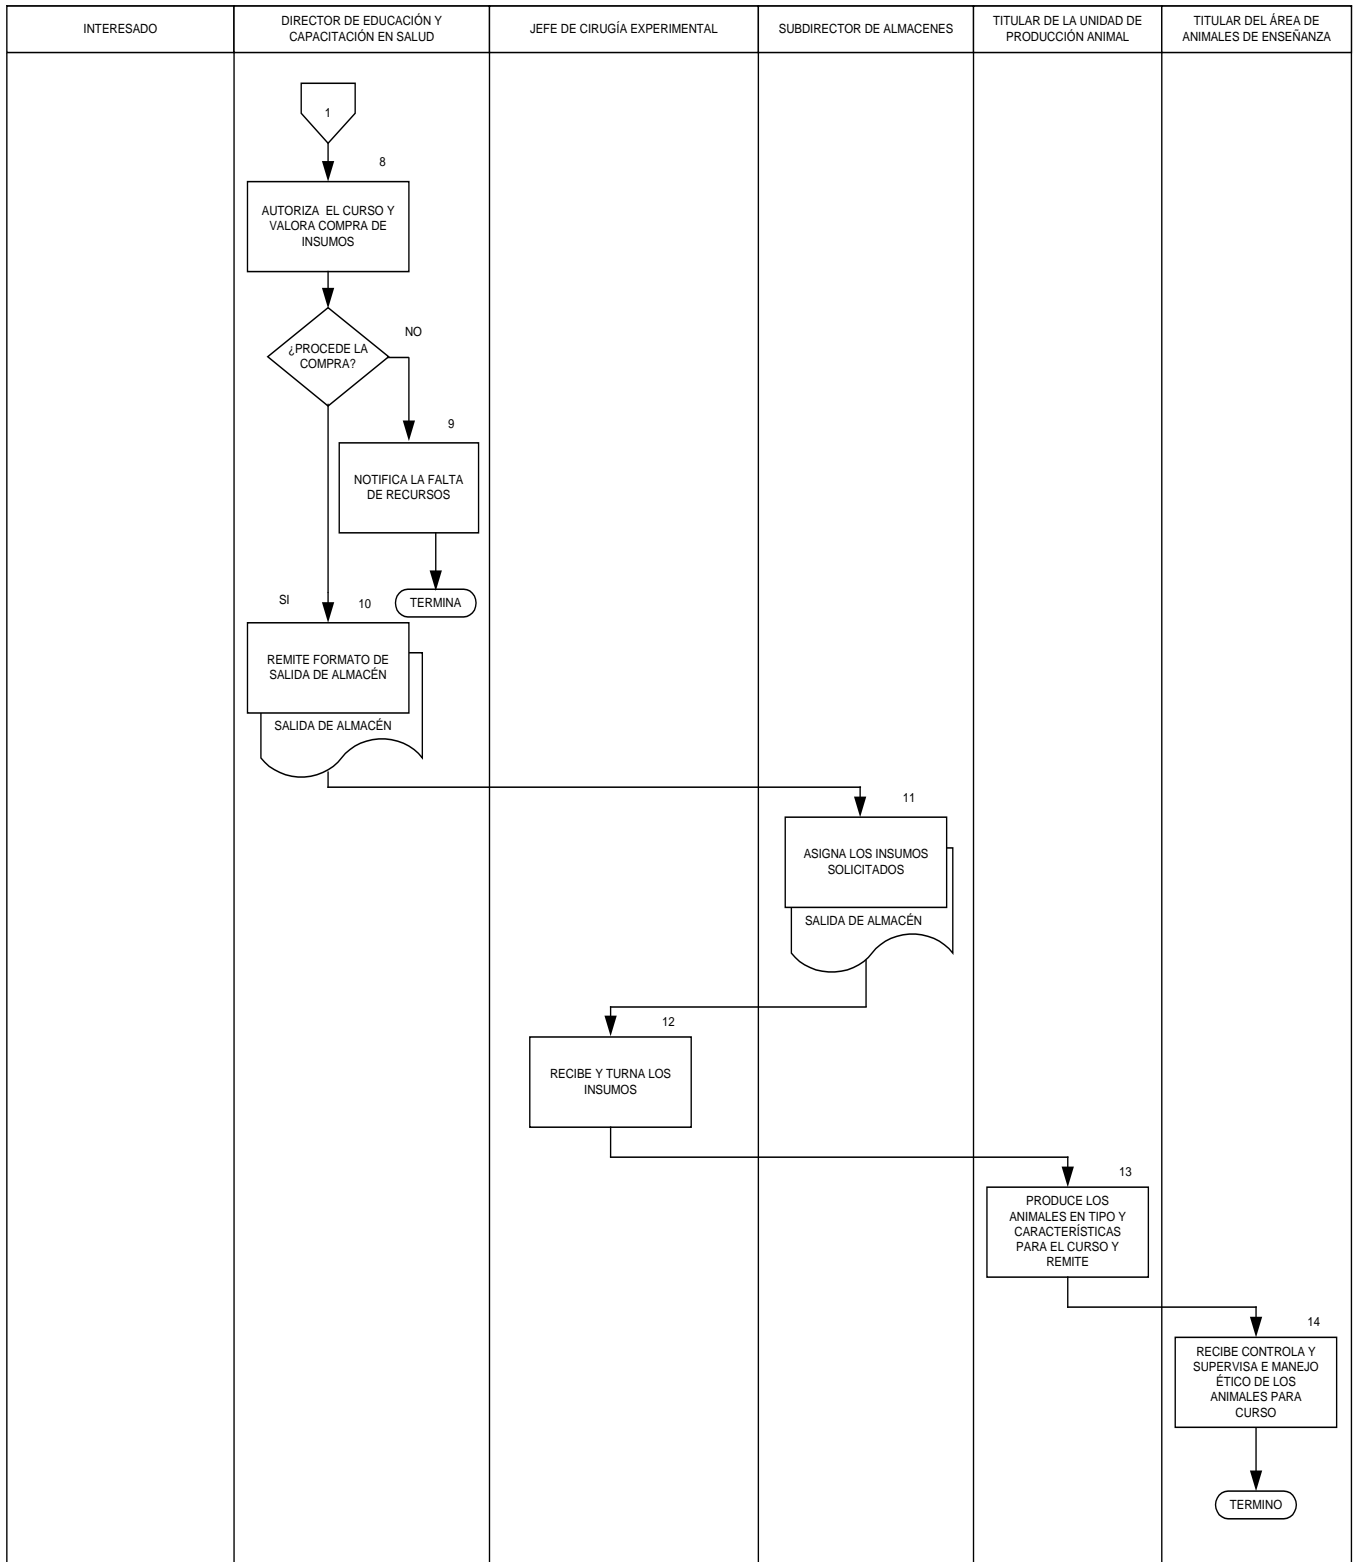 INTERESADO
DIRECTOR DE EDUCACIÓN Y
CAPACITACIÓN EN SALUD
JEFE DE CIRUGÍA EXPERIMENTAL
SUBDIRECTOR DE ALMACENES
TITULAR DE LA UNIDAD DE
PRODUCCIÓN ANIMAL
TITULAR DEL ÁREA DE
ANIMALES DE ENSEÑANZA
1
8
AUTORIZA EL CURSO Y
VALORA COMPRA DE
INSUMOS
¿PROCEDE LA
COMPRA?
NO
9
NOTIFICA LA FALTA
DE RECURSOS
TERMINA
SI
10
REMITE FORMATO DE
SALIDA DE ALMACÉN
SALIDA DE ALMACÉN
11
ASIGNA LOS INSUMOS
SOLICITADOS
SALIDA DE ALMACÉN
12
RECIBE Y TURNA LOS
INSUMOS
13
PRODUCE LOS
ANIMALES EN TIPO Y
CARACTERÍSTICAS
PARA EL CURSO Y
REMITE
14
RECIBE CONTROLA Y
SUPERVISA E MANEJO
ÉTICO DE LOS
ANIMALES PARA
CURSO
TERMINO